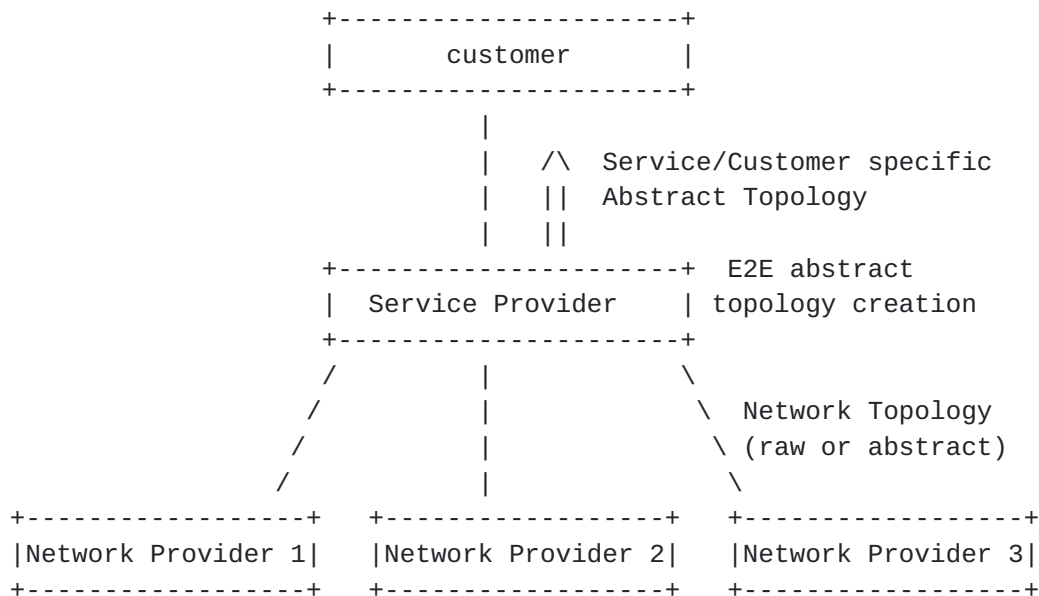 customer
Service/Customer specific
Abstract Topology
E2E abstract
Service Provider topology creation
Network Topology
(raw or abstract)
Network Provider 1 Network Provider 2 Network Provider 3